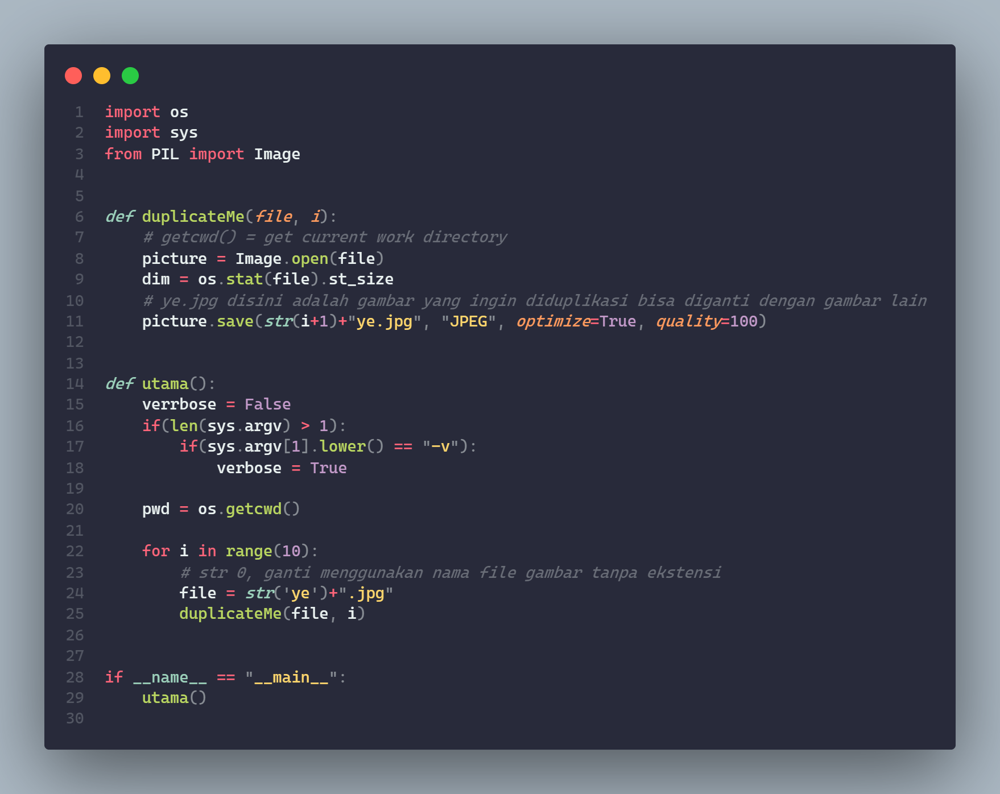 1 import os
2 import sys
3 from PIL import Image
4
5
6 def duplicateMe(file, i):
7     # getcwd() = get current work directory
8     picture = Image.open(file)
9     dim = os.stat(file).st_size
10     # ye.jpg disini adalah gambar yang ingin diduplikasi bisa diganti dengan gambar lain
11     picture.save(str(i+1)+"ye.jpg", "JPEG", optimize=True, quality=100)
12
13
14 def utama():
15     verrbose = False
16     if(len(sys.argv) > 1):
17         if(sys.argv[1].lower() == "-v"):
18             verbose = True
19
20     pwd = os.getcwd()
21
22     for i in range(10):
23         # str 0, ganti menggunakan nama file gambar tanpa ekstensi
24         file = str('ye')+".jpg"
25         duplicateMe(file, i)
26
27
28 if __name__ == "__main__":
29     utama()
30